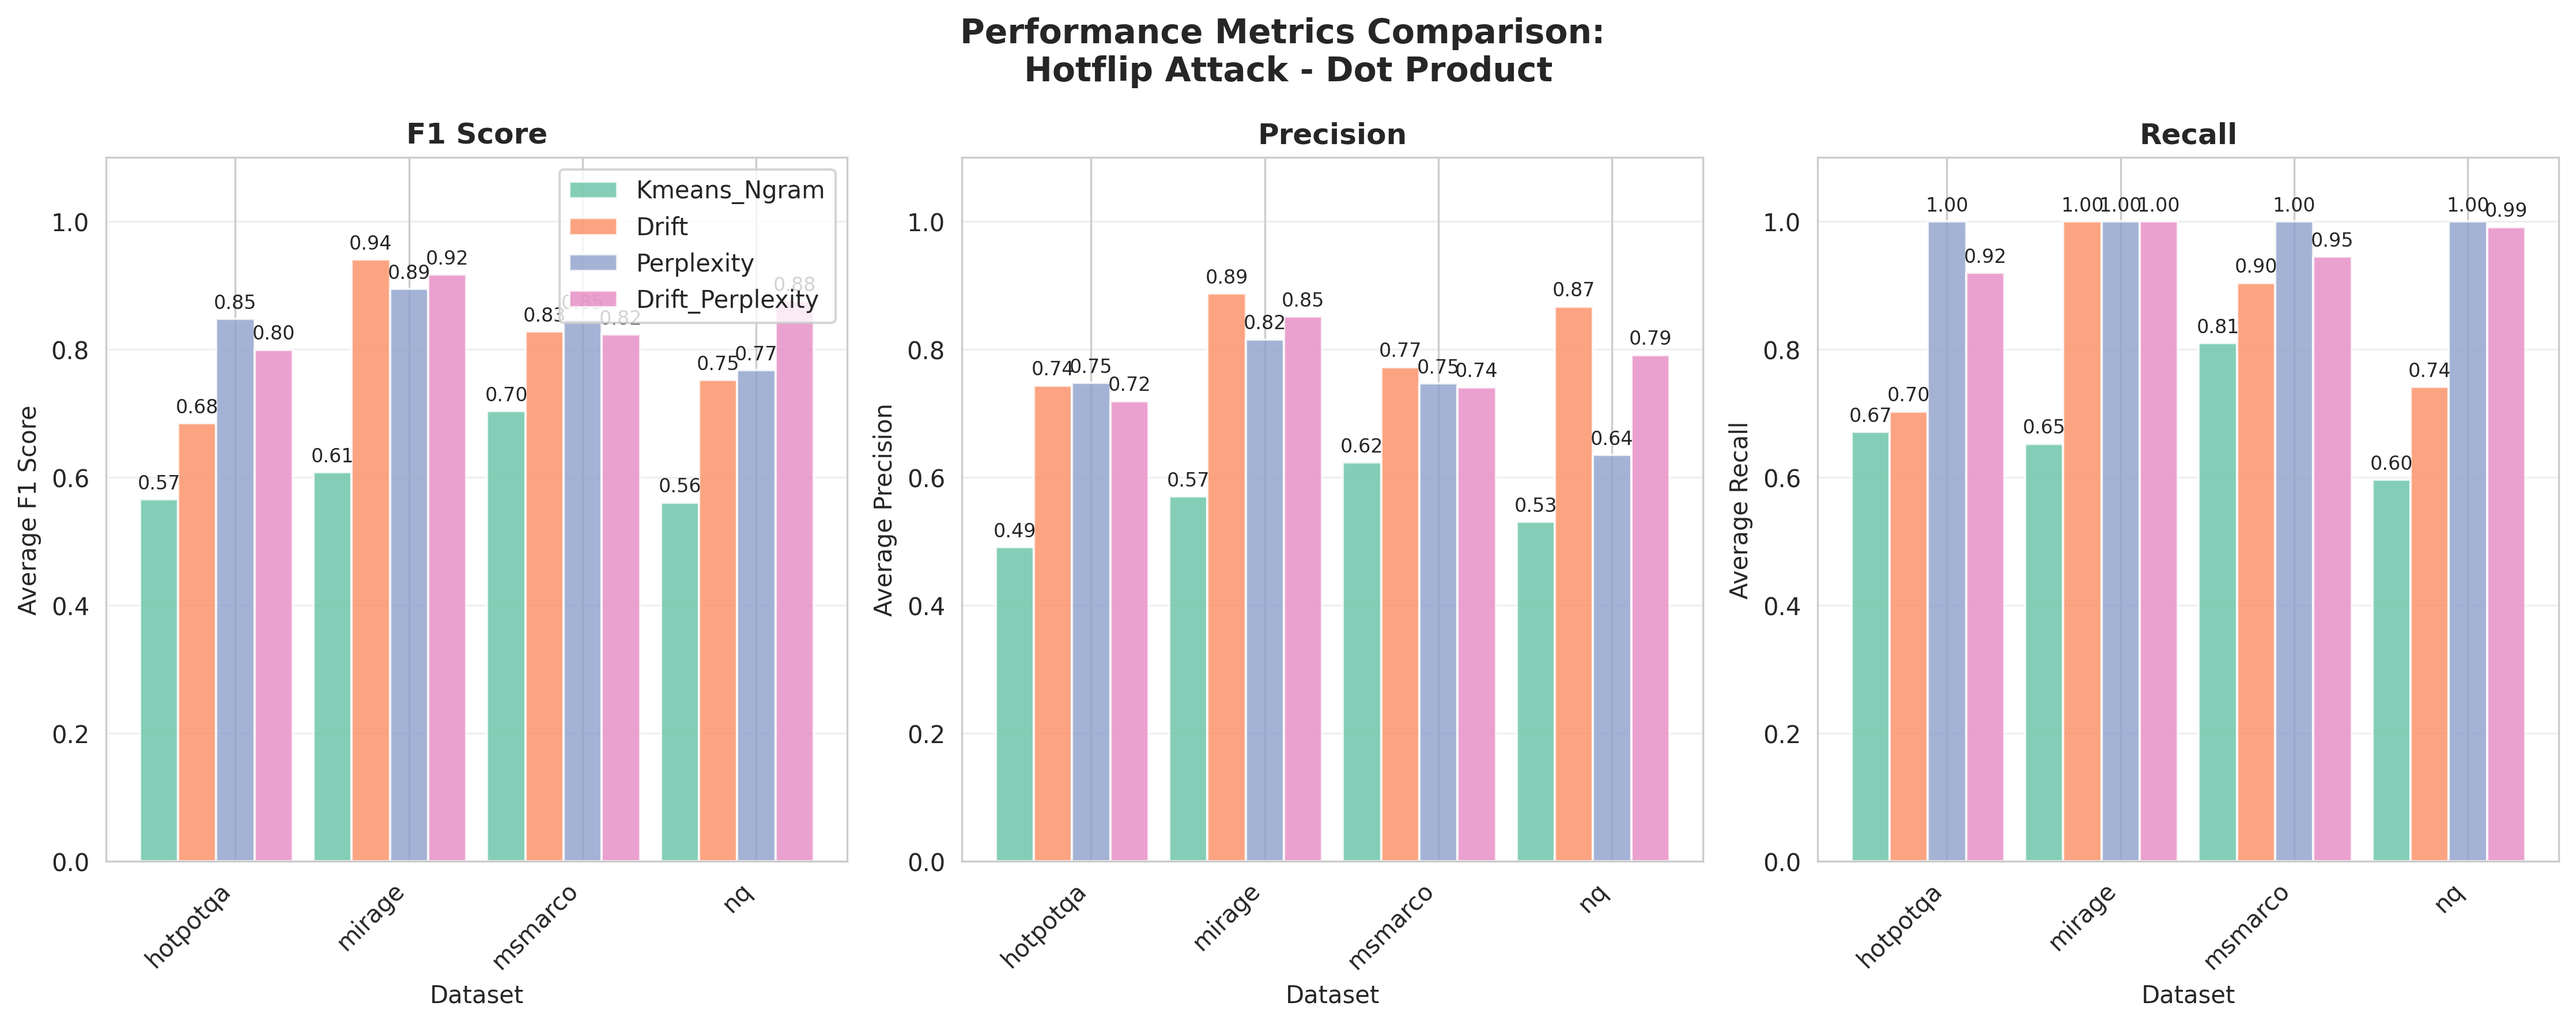 Performance Metrics Comparison:
Hotflip Attack - Dot Product
F1 Score
Average F1 Score
1.0
0.8
0.6
0.4
0.2
0.0
Kmeans_Ngram
Drift
Perplexity
Drift_Perplexity
0.57
0.68
0.85
0.80
0.61
0.94
0.89
0.92
0.70
0.83
0.85
0.82
0.56
0.75
0.77
0.88
hotpotqa
mirage
msmarco
nq
Dataset
Precision
Average Precision
1.0
0.8
0.6
0.4
0.2
0.0
0.49
0.74
0.75
0.72
0.57
0.89
0.82
0.85
0.62
0.77
0.75
0.74
0.53
0.87
0.64
0.79
hotpotqa
mirage
msmarco
nq
Dataset
Recall
Average Recall
1.0
0.8
0.6
0.4
0.2
0.0
0.67
0.70
1.00
0.92
0.65
1.00
1.00
1.00
0.81
0.90
1.00
0.95
0.60
0.74
1.00
0.99
hotpotqa
mirage
msmarco
nq
Dataset